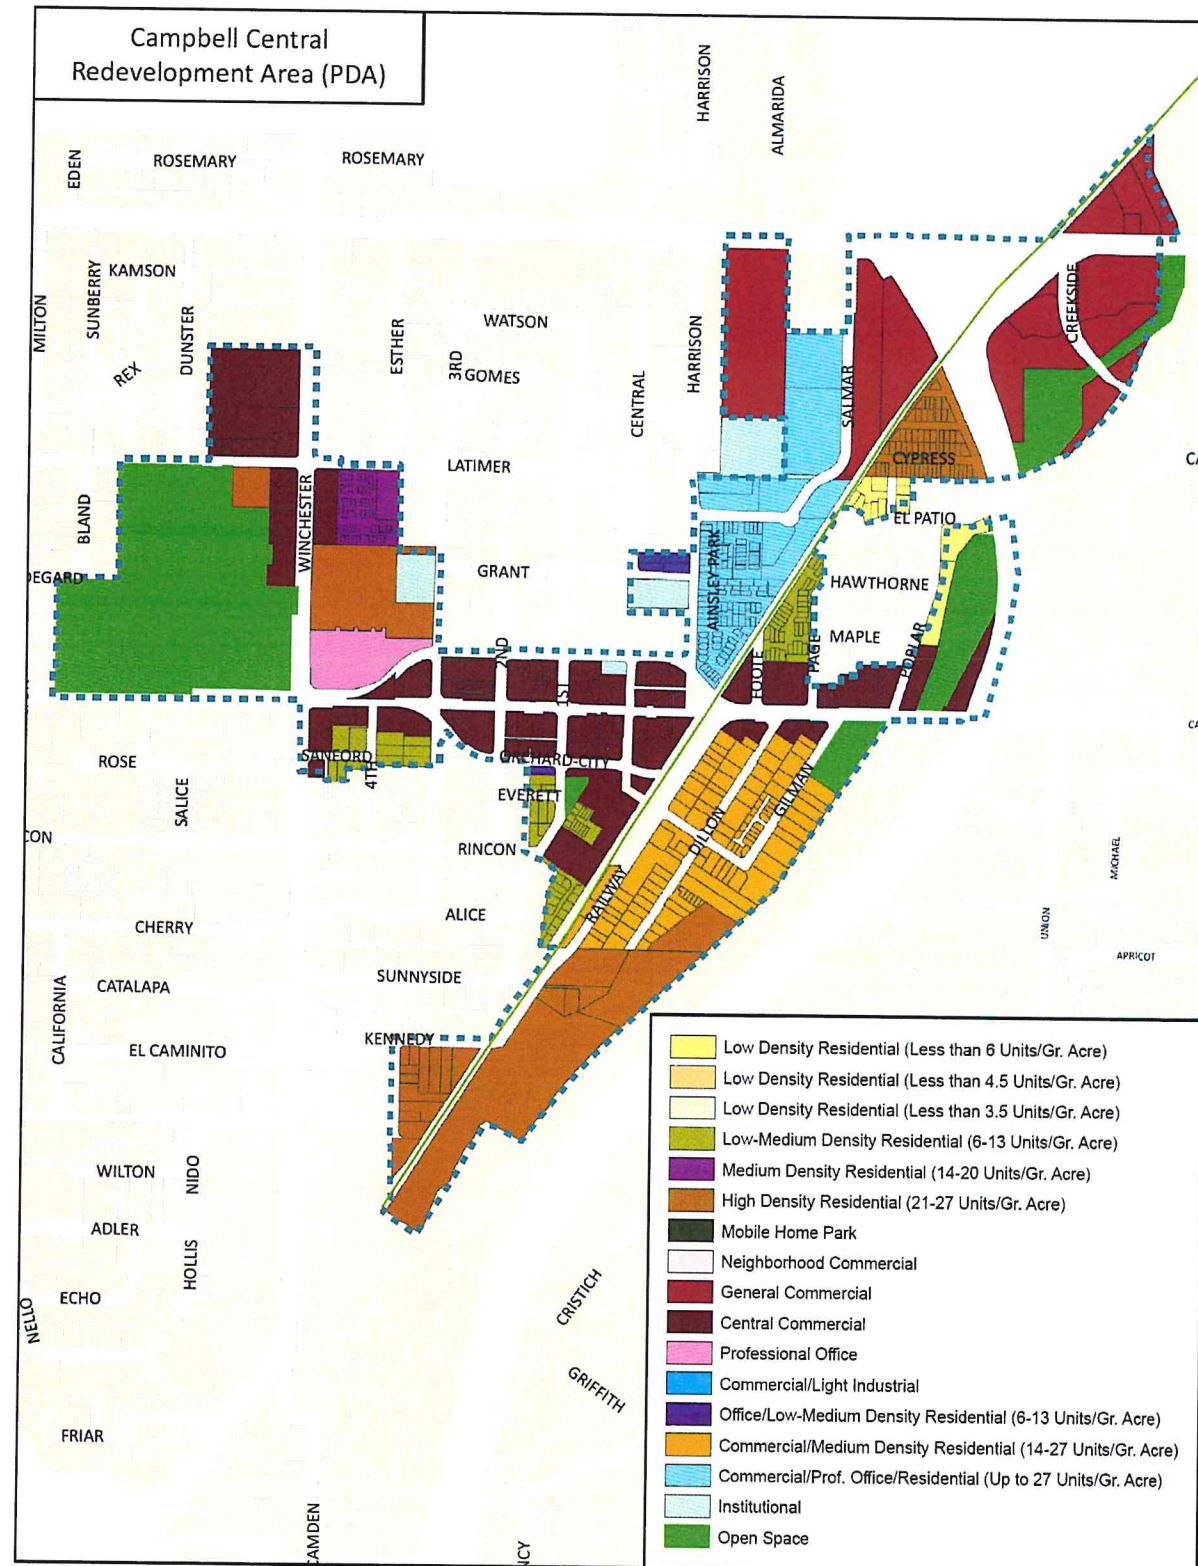 Campbell Central
Redevelopment Area (PDA)
HARRISON
ALMARIDA
EDEN
ROSEMARY
ROSEMARY
KAMSON
SUNBERRY
MILTON
DUNSTER
REX
ESTHER
WATSON
3RD
GOMES
HARRISON
CENTRAL
SALMAR
CREEKSIDE
LATIMER
CYPRESS
CA
BLAND
WINCHESTER
EL PATIO
DEGARD
GRANT
AINSLEY PARK
HAWTHORNE
MAPLE
2ND
1ST
FOOTE
PAGE
POPLAR
CA
ROSE
SANFORD
4TH
ORCHARD-CITY
SALICE
EVERETT
GILMAN
DILLON
CON
RINCON
MICHAEL
RAILWAY
ALICE
CHERRY
UNION
APRICOT
SUNNYSIDE
CATALAPA
CALIFORNIA
KENNEDY
EL CAMINITO
WILTON
NIDO
ADLER
HOLLIS
ECHO
NELLO
CRISTICH
GRIFFITH
FRIAR
CAMDEN
NCY
Low Density Residential (Less than 6 Units/Gr. Acre)
Low Density Residential (Less than 4.5 Units/Gr. Acre)
Low Density Residential (Less than 3.5 Units/Gr. Acre)
Low-Medium Density Residential (6-13 Units/Gr. Acre)
Medium Density Residential (14-20 Units/Gr. Acre)
High Density Residential (21-27 Units/Gr. Acre)
Mobile Home Park
Neighborhood Commercial
General Commercial
Central Commercial
Professional Office
Commercial/Light Industrial
Office/Low-Medium Density Residential (6-13 Units/Gr. Acre)
Commercial/Medium Density Residential (14-27 Units/Gr. Acre)
Commercial/Prof. Office/Residential (Up to 27 Units/Gr. Acre)
Institutional
Open Space